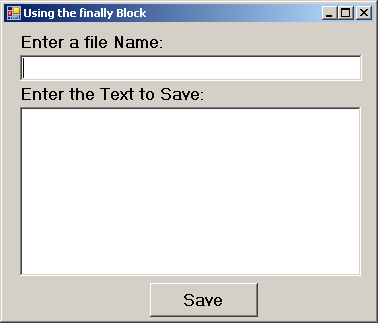 Using the finally Block
Enter a file Name:
Enter the Text to Save:
Save